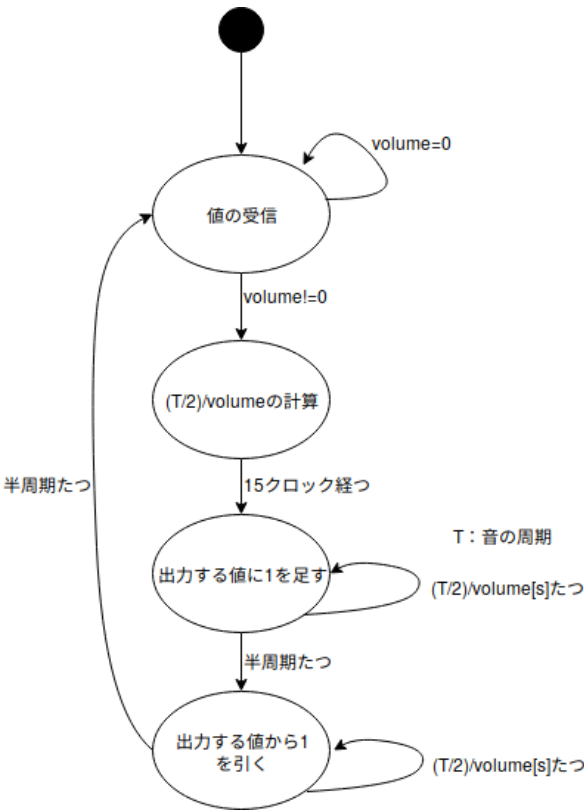 volume=0
値の受信
volume!=0
(T/2)/volumeの計算
半周期たつ
15クロック経つ
T：音の周期
出力する値に1を足す
(T/2)/volume[s]たつ
半周期たつ
出力する値から1
を引く
(T/2)/volume[s]たつ